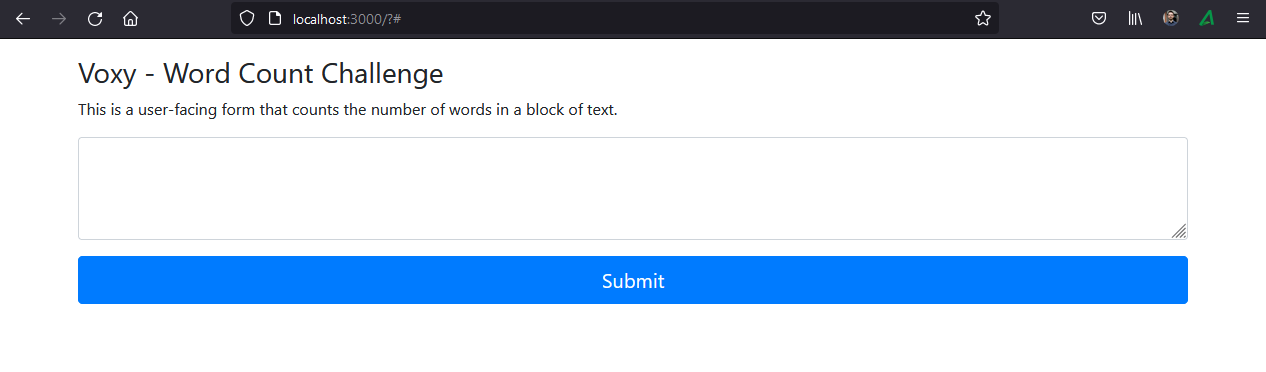 localhost:3000/?#
Voxy - Word Count Challenge
This is a user-facing form that counts the number of words in a block of text.
Submit